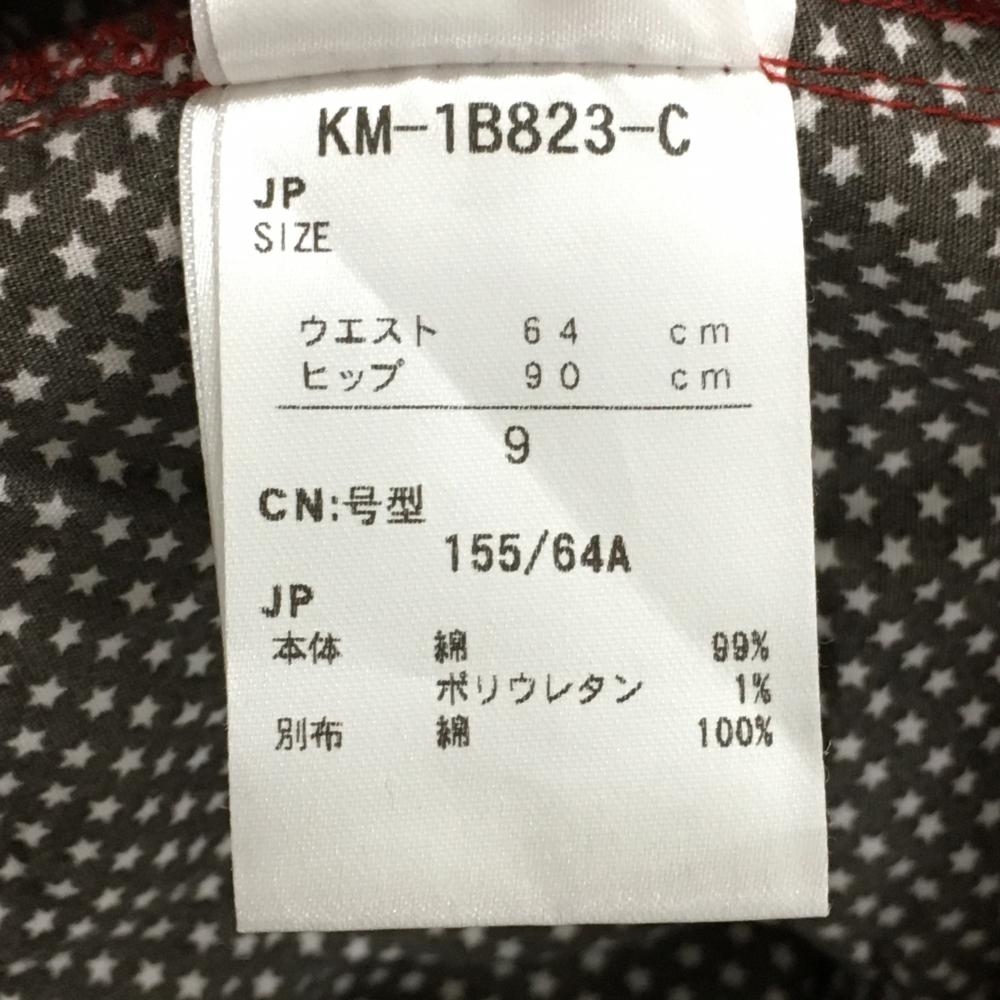 KM-1B823-C
JP
SIZE
ウエスト 64 cm
ヒップ 90 cm
9
CN:号型
155/64A
JP
本体 綿 99%
ポリウレタン 1%
別布 綿 100%